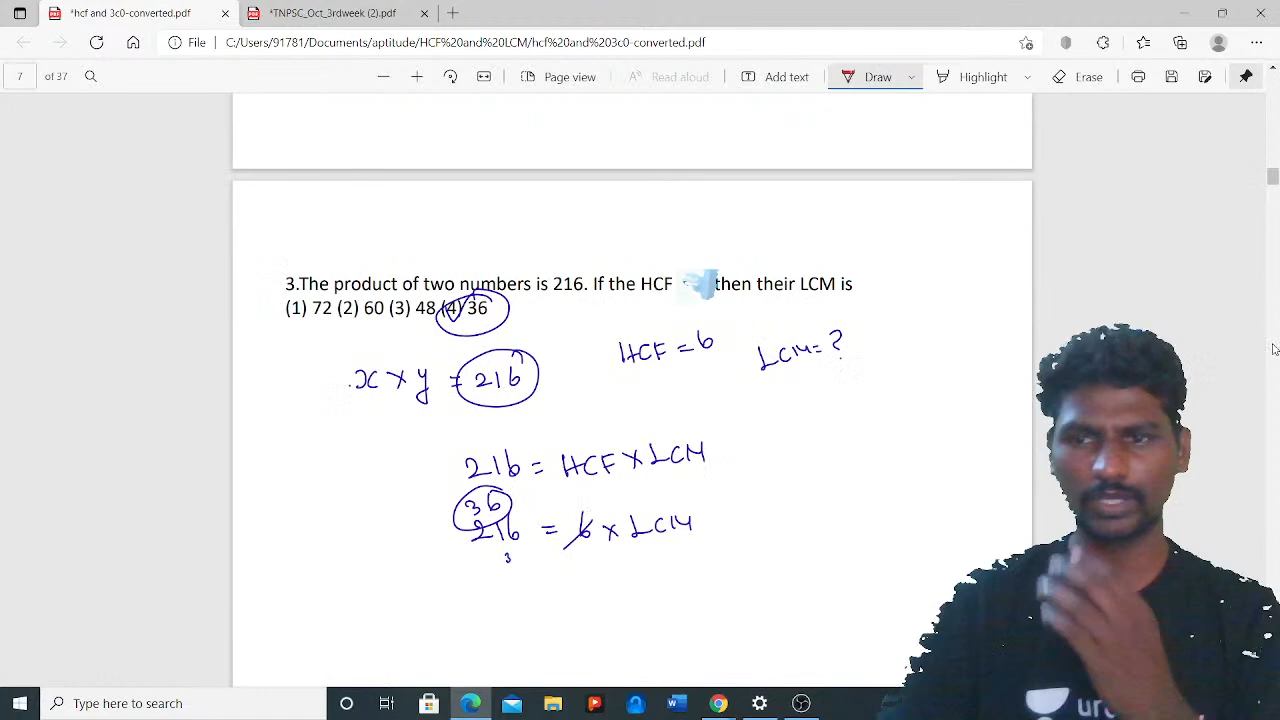 *hcf and 3c0-converted.pdf
*TNPSC_Oct_3rdweek (2).pdf
File C:/Users/91781/Documents/aptitude/HCF%20and%20LCM/hcf%20and%203c0-converted.pdf
7 of 37
Page view
Read aloud
Add text
Draw
Highlight
Erase
3.The product of two numbers is 216. If the HCF then their LCM is
(1) 72 (2) 60 (3) 48 (4) 36
HCF = 6 LCM = ?
x × y = 216
216 = HCF × LCM
36
216 = 6 × LCM
3
Type here to search